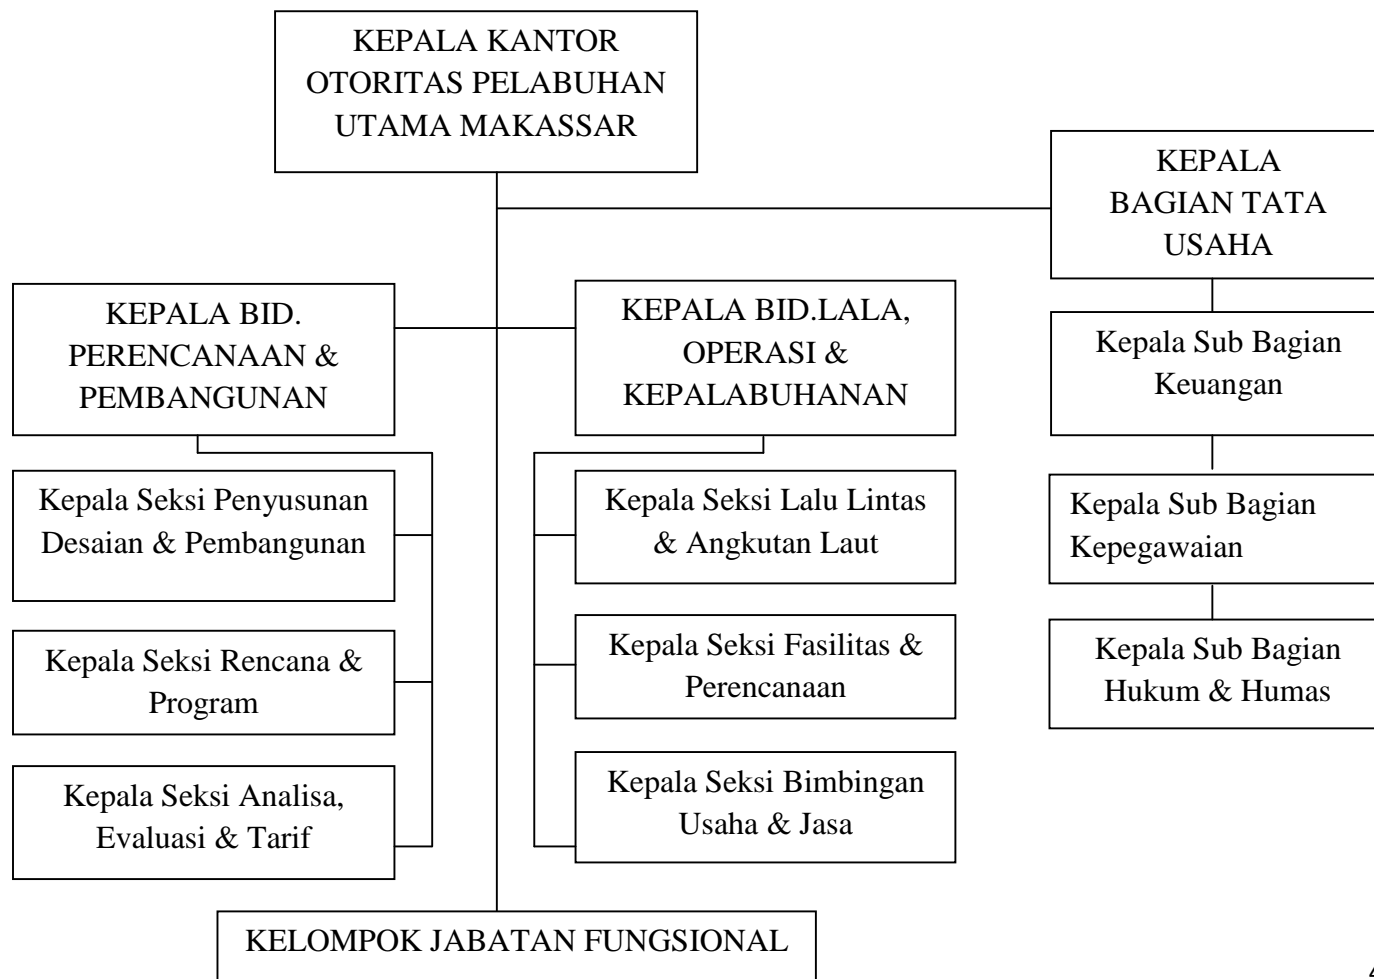 KEPALA KANTOR
OTORITAS PELABUHAN
UTAMA MAKASSAR
KEPALA
BAGIAN TATA
USAHA
KEPALA BID.
PERENCANAAN &
PEMBANGUNAN
KEPALA BID.LALA,
OPERASI &
KEPALABUHANAN
Kepala Sub Bagian
Keuangan
Kepala Seksi Penyusunan
Desaian & Pembangunan
Kepala Seksi Lalu Lintas
& Angkutan Laut
Kepala Sub Bagian
Kepegawaian
Kepala Seksi Rencana &
Program
Kepala Seksi Fasilitas &
Perencanaan
Kepala Sub Bagian
Hukum & Humas
Kepala Seksi Analisa,
Evaluasi & Tarif
Kepala Seksi Bimbingan
Usaha & Jasa
KELOMPOK JABATAN FUNGSIONAL